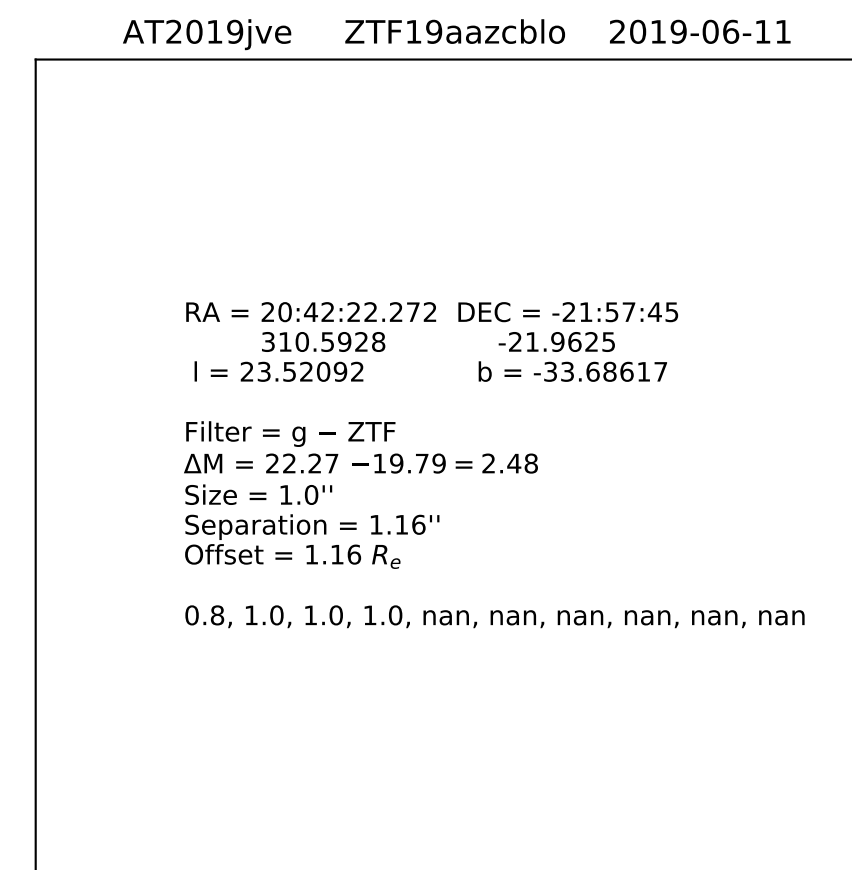 AT2019jve ZTF19aazcblo 2019-06-11
RA = 20:42:22.272 DEC = -21:57:45
310.5928 -21.9625
l = 23.52092 b = -33.68617
Filter = g − ZTF
ΔM = 22.27 −19.79 = 2.48
Size = 1.0''
Separation = 1.16''
Offset = 1.16 Rₑ
0.8, 1.0, 1.0, 1.0, nan, nan, nan, nan, nan, nan